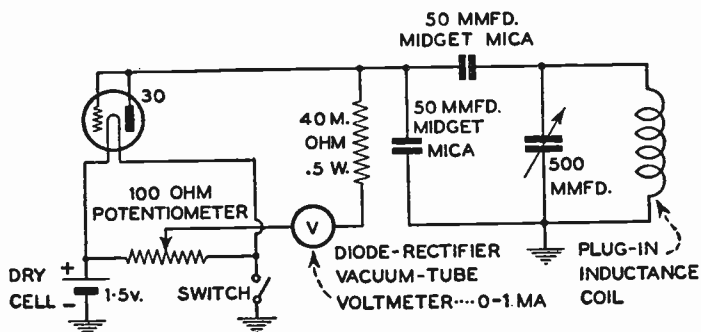 50 MMFD.
MIDGET MICA
30
40 M.
OHM
.5 W.
50 MMFD.
MIDGET
MICA
500
MMFD.
100 OHM
POTENTIOMETER
V
DRY
CELL
+
-
1.5v.
SWITCH
DIODE-RECTIFIER
VACUUM-TUBE
VOLTMETER····0-1.MA
PLUG-IN
INDUCTANCE
COIL